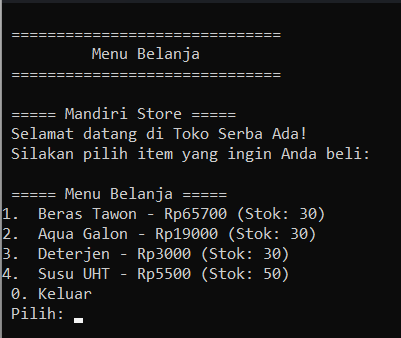 ==============================
Menu Belanja
==============================
===== Mandiri Store =====
Selamat datang di Toko Serba Ada!
Silakan pilih item yang ingin Anda beli:
===== Menu Belanja =====
1.  Beras Tawon - Rp65700 (Stok: 30)
2.  Aqua Galon - Rp19000 (Stok: 30)
3.  Deterjen - Rp3000 (Stok: 30)
4.  Susu UHT - Rp5500 (Stok: 50)
0. Keluar
Pilih: